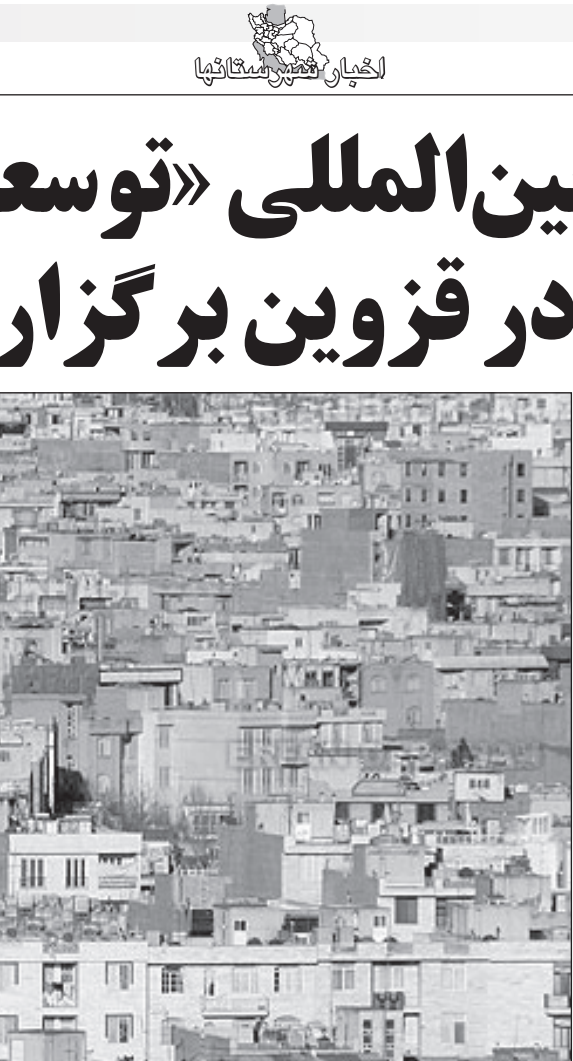 اخبار شهرستانها
ین‌المللی «توسع
در قزوین برگزار